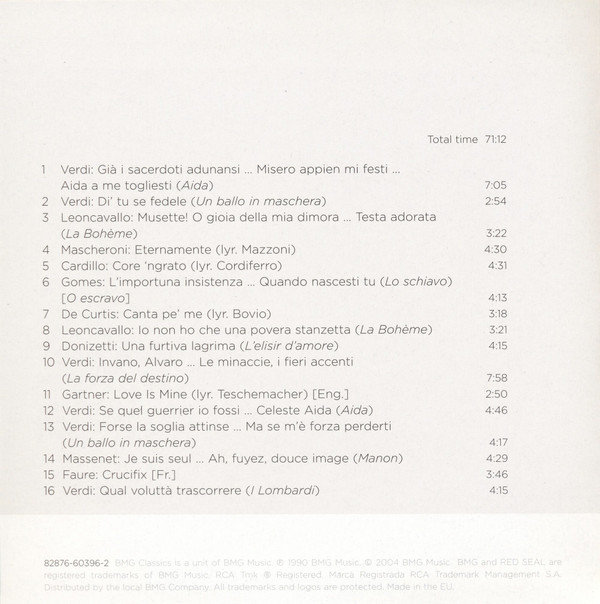 Total time 71:12
1 Verdi: Già i sacerdoti adunansi ... Misero appien mi festi ...
Aida a me togliesti (Aida) 7:05
2 Verdi: Di' tu se fedele (Un ballo in maschera) 2:54
3 Leoncavallo: Musette! O gioia della mia dimora ... Testa adorata
(La Bohème) 3:22
4 Mascheroni: Eternamente (lyr. Mazzoni) 4:30
5 Cardillo: Core 'ngrato (lyr. Cordiferro) 4:31
6 Gomes: L'importuna insistenza ... Quando nascesti tu (Lo schiavo)
[O escravo] 4:13
7 De Curtis: Canta pe' me (lyr. Bovio) 3:18
8 Leoncavallo: Io non ho che una povera stanzetta (La Bohème) 3:21
9 Donizetti: Una furtiva lagrima (L'elisir d'amore) 4:15
10 Verdi: Invano, Alvaro ... Le minaccie, i fieri accenti
(La forza del destino) 7:58
11 Gartner: Love Is Mine (lyr. Teschemacher) [Eng.] 2:50
12 Verdi: Se quel guerrier io fossi ... Celeste Aida (Aida) 4:46
13 Verdi: Forse la soglia attinse ... Ma se m'è forza perderti
(Un ballo in maschera) 4:17
14 Massenet: Je suis seul ... Ah, fuyez, douce image (Manon) 4:29
15 Faure: Crucifix [Fr.] 3:46
16 Verdi: Qual voluttà trascorrere (I Lombardi) 4:15
82876-60396-2 BMG Classics is a unit of BMG Music. ℗ 1990 BMG Music. © 2004 BMG Music. BMG and RED SEAL are
registered trademarks of BMG Music. RCA Tmk ® Registered. Marca Registrada RCA Trademark Management S.A.
Distributed by the local BMG Company. All trademarks and logos are protected. Made in the EU.